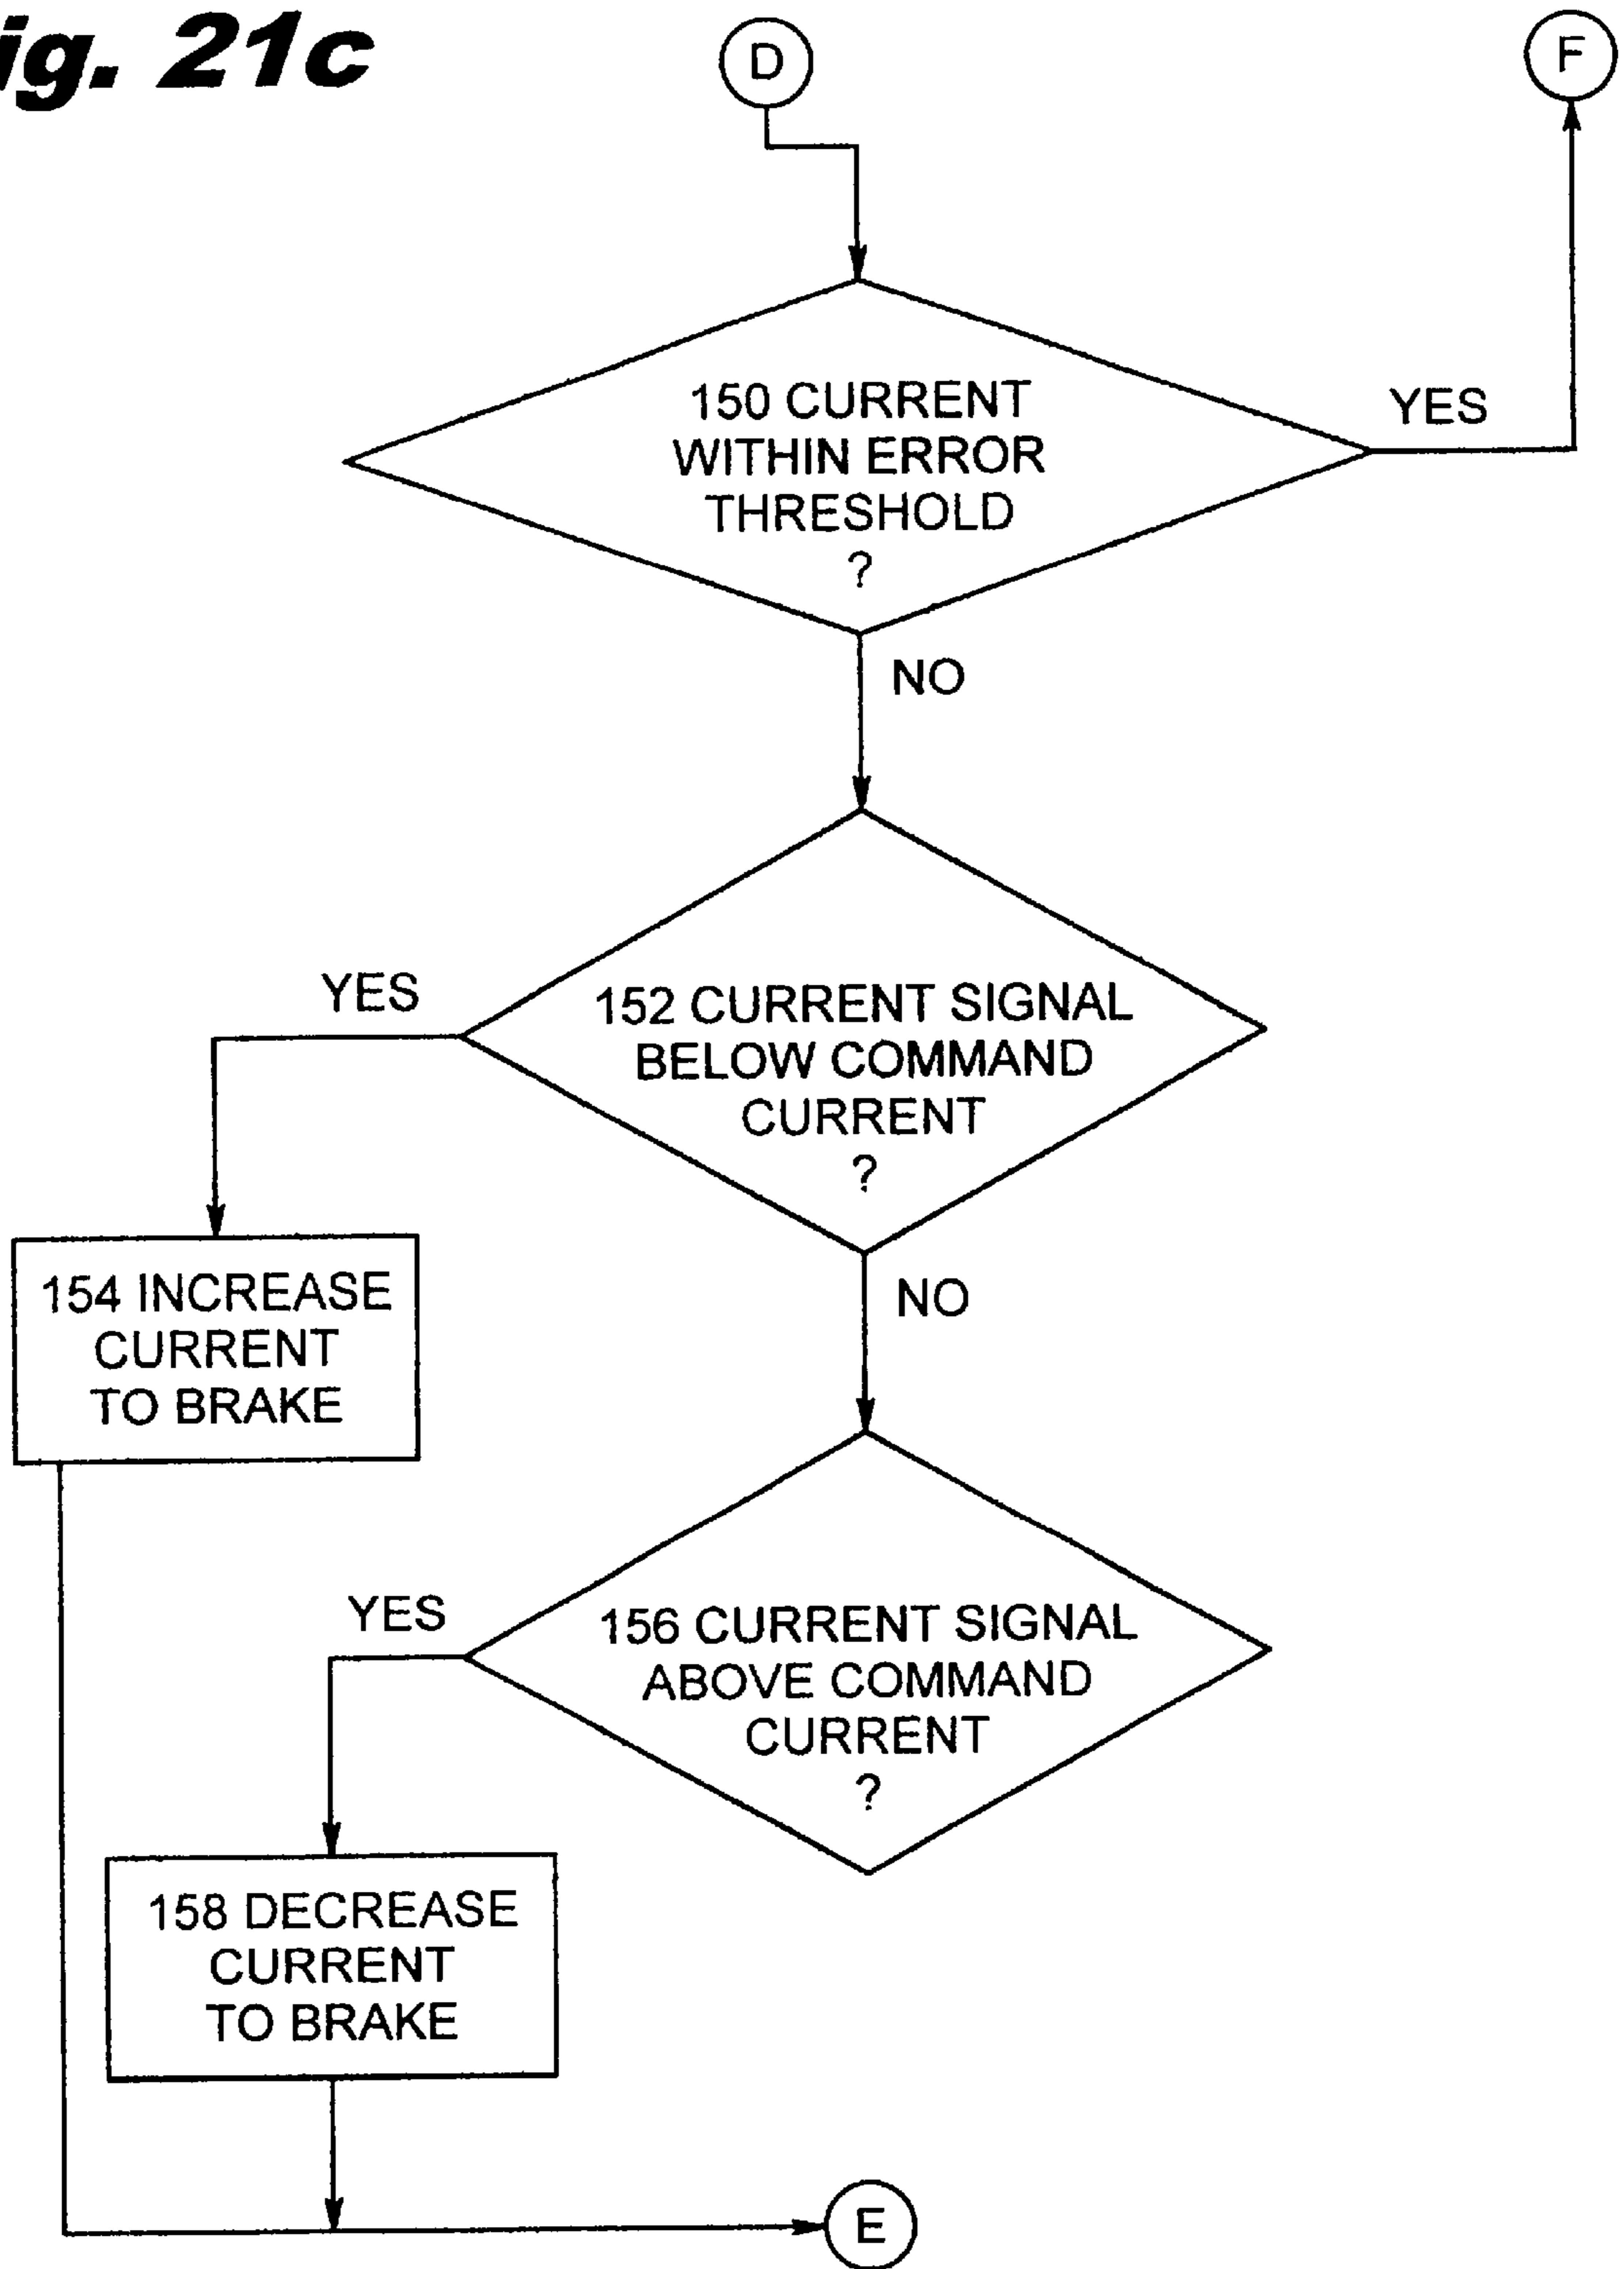 ig. 21c
D
F
150 CURRENT
WITHIN ERROR
THRESHOLD
?
YES
NO
YES
152 CURRENT SIGNAL
BELOW COMMAND
CURRENT
?
154 INCREASE
CURRENT
TO BRAKE
NO
YES
156 CURRENT SIGNAL
ABOVE COMMAND
CURRENT
?
158 DECREASE
CURRENT
TO BRAKE
E